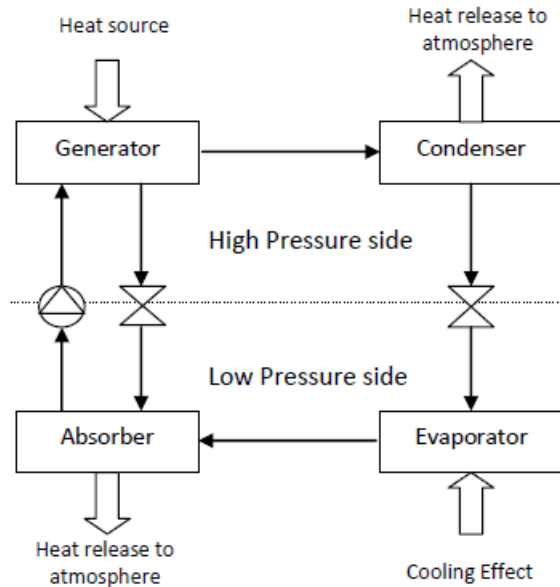 Heat source
Heat release to
atmosphere
Generator
Condenser
High Pressure side
Low Pressure side
Absorber
Evaporator
Heat release to
atmosphere
Cooling Effect